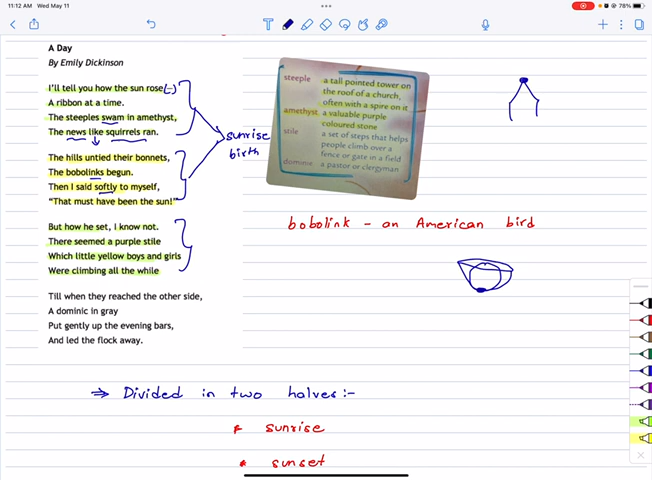 11:12 AM Wed May 11
78%
A Day
By Emily Dickinson
I'll tell you how the sun rose(–)
A ribbon at a time.
The steeples swam in amethyst,
The news like squirrels ran.
The hills untied their bonnets,
The bobolinks begun.
Then I said softly to myself,
"That must have been the sun!"
But how he set, I know not.
There seemed a purple stile
Which little yellow boys and girls
Were climbing all the while
Till when they reached the other side,
A dominic in gray
Put gently up the evening bars,
And led the flock away.
sunrise
birth
steeple a tall pointed tower on
the roof of a church,
often with a spire on it
amethyst a valuable purple
coloured stone
stile a set of steps that helps
people climb over a
fence or gate in a field
dominic a pastor or clergyman
bobolink - an American bird
⇒ Divided in two halves:-
* sunrise
* sunset